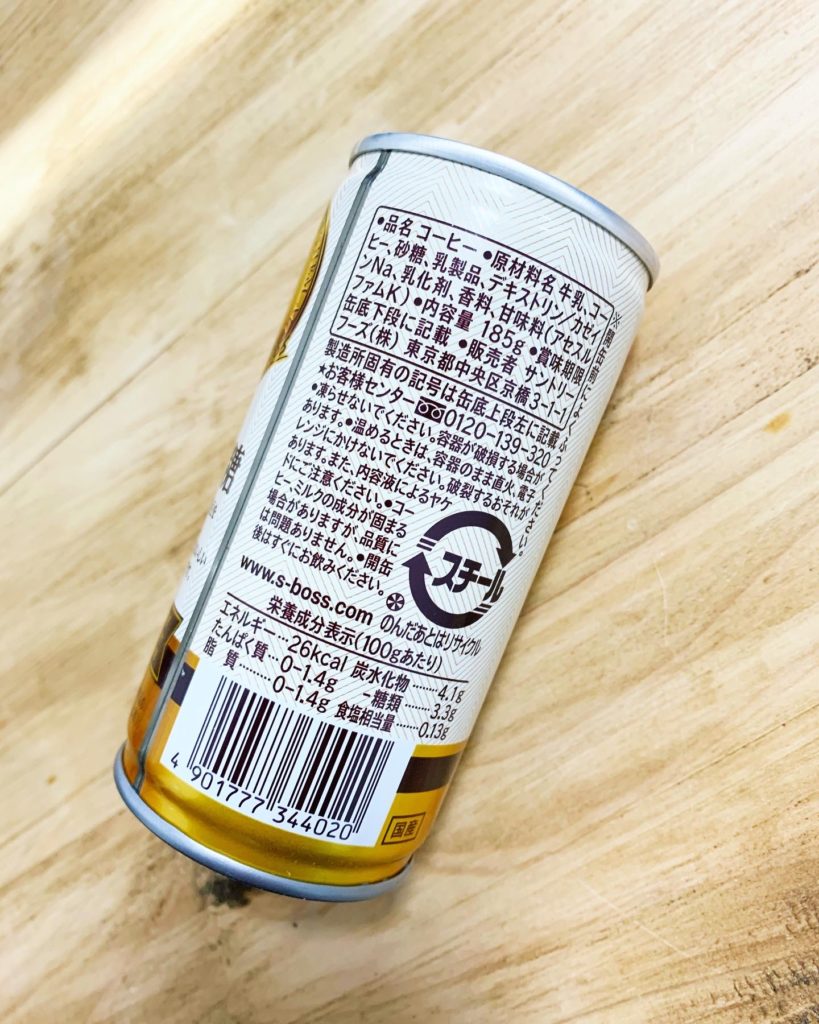 ●品名 コーヒー ●原材料名 牛乳、コー
ヒー、砂糖、乳製品、デキストリン/カゼイ
ンNa、乳化剤、香料、甘味料(アセスル
ファムK) ●内容量 185g ●賞味期限
缶底下段に記載 ●販売者 サントリー
フーズ(株) 東京都中央区京橋3-1-1
製造所固有の記号は缶底上段左に記載
★お客様センター 0120-139-320
●凍らせないでください。容器が破損する場合が
あります。●温めるときは、容器のまま直火、電子
レンジにかけないでください。破裂するおそれが
あります。また、内容液によるヤケ
ドにご注意ください。●コー
ヒー、ミルクの成分が固まる
場合がありますが、品質に
は問題ありません。●開缶
後はすぐにお飲みください。
※開缶前によくふってください。
スチール
www.s-boss.com
のんだあとはリサイクル
栄養成分表示(100gあたり)
エネルギー…26kcal 炭水化物……4.1g
たんぱく質…0-1.4g -糖類……3.3g
脂 質………0-1.4g 食塩相当量……0.13g
4 901777 344020
国産
糖